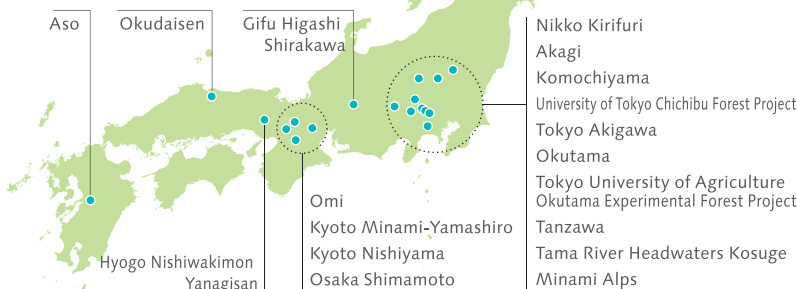 Aso
Okudaisen
Gifu Higashi
Shirakawa
Nikko Kirifuri
Akagi
Komochiyama
University of Tokyo Chichibu Forest Project
Tokyo Akigawa
Okutama
Tokyo University of Agriculture
Okutama Experimental Forest Project
Tanzawa
Tama River Headwaters Kosuge
Minami Alps
Omi
Kyoto Minami-Yamashiro
Kyoto Nishiyama
Osaka Shimamoto
Hyogo Nishiwakimon
Yanagisan